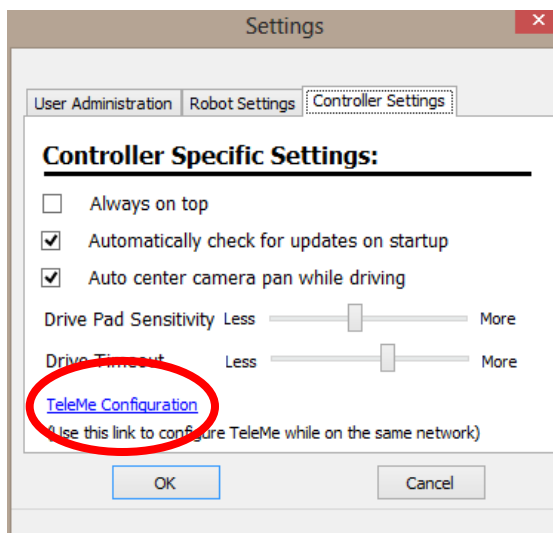 Settings
User Administration Robot Settings Controller Settings
Controller Specific Settings:
Always on top
Automatically check for updates on startup
Auto center camera pan while driving
Drive Pad Sensitivity Less More
Drive Timeout Less More
TeleMe Configuration
(Use this link to configure TeleMe while on the same network)
OK Cancel